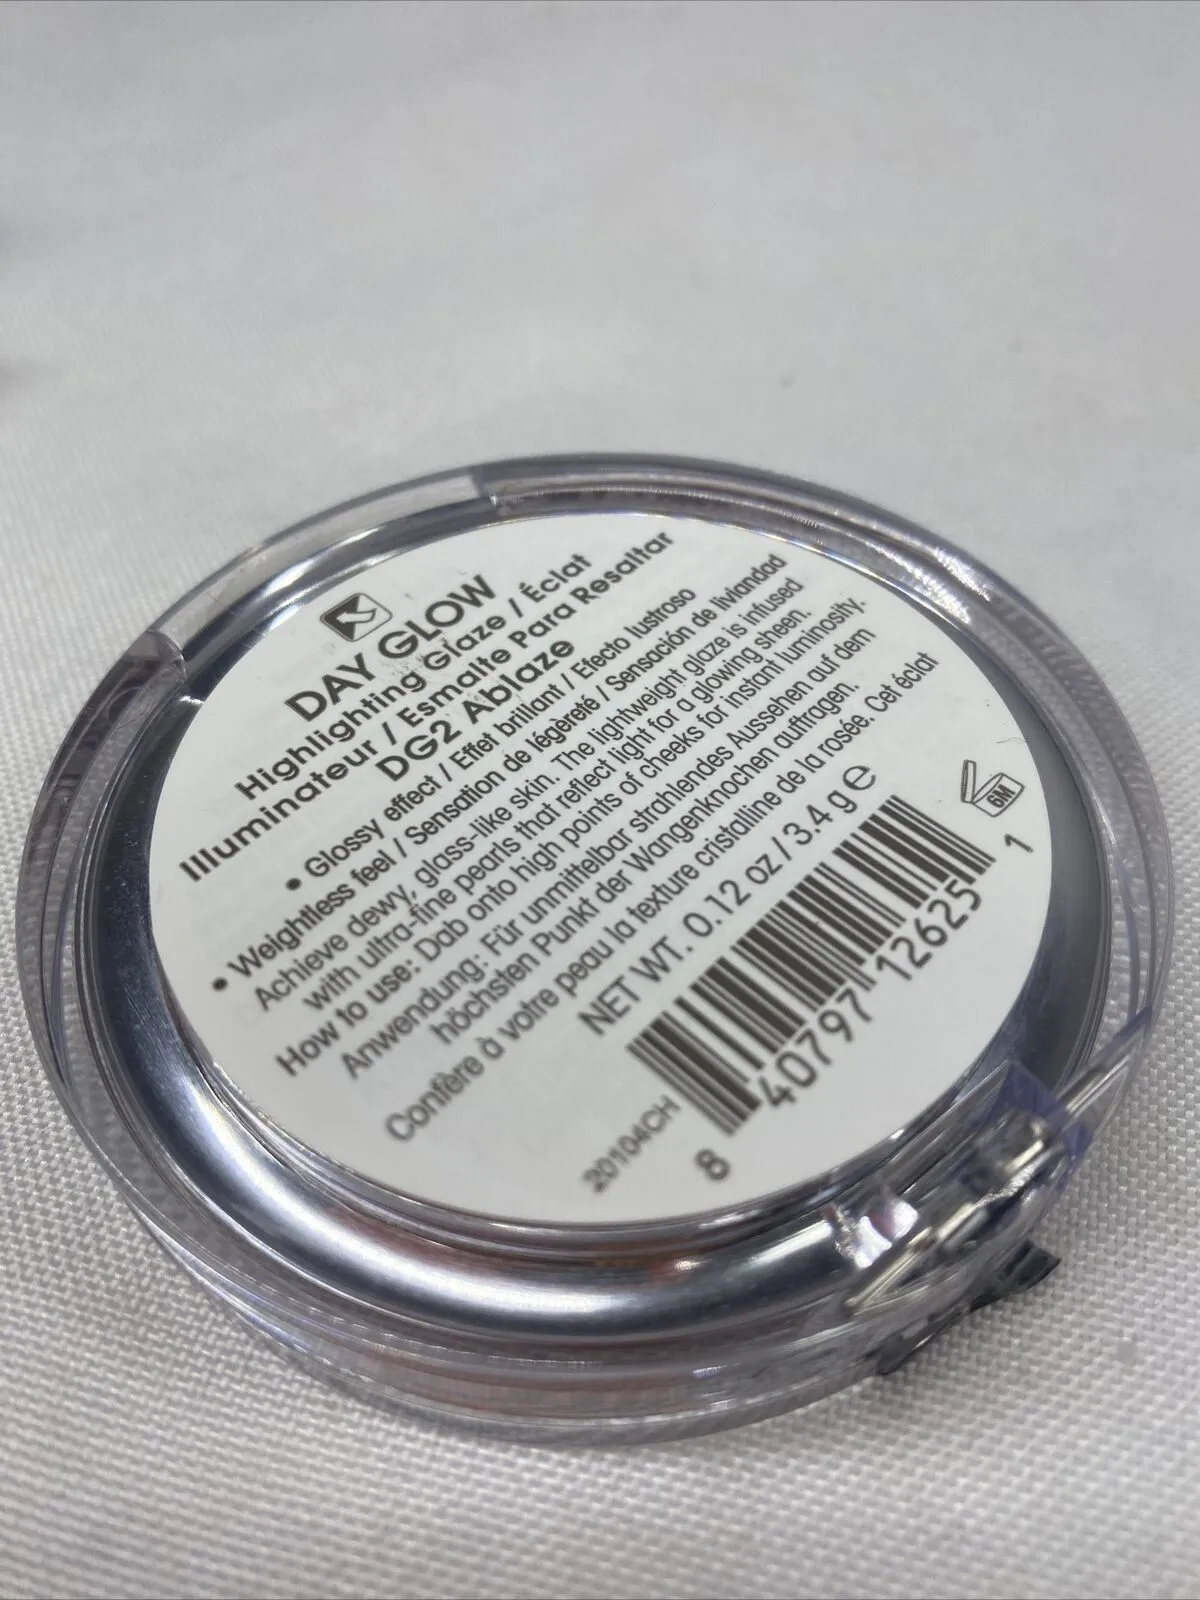 DAY GLOW
Highlighting Glaze / Éclat
Illuminateur / Esmalte Para Resaltar
DG2 Ablaze
• Glossy effect / Effet brillant / Efecto lustroso
• Weightless feel / Sensation de légèreté / Sensación de liviandad
Achieve dewy, glass-like skin. The lightweight glaze is infused
with ultra-fine pearls that reflect light for a glowing sheen.
How to use: Dab onto high points of cheeks for instant luminosity.
Anwendung: Für unmittelbar strahlendes Aussehen auf dem
höchsten Punkt der Wangenknochen auftragen.
Confère à votre peau la texture cristalline de la rosée. Cet éclat
NET WT. 0.12 oz / 3.4 g e
6M
20104CH
8 40797 12625 1